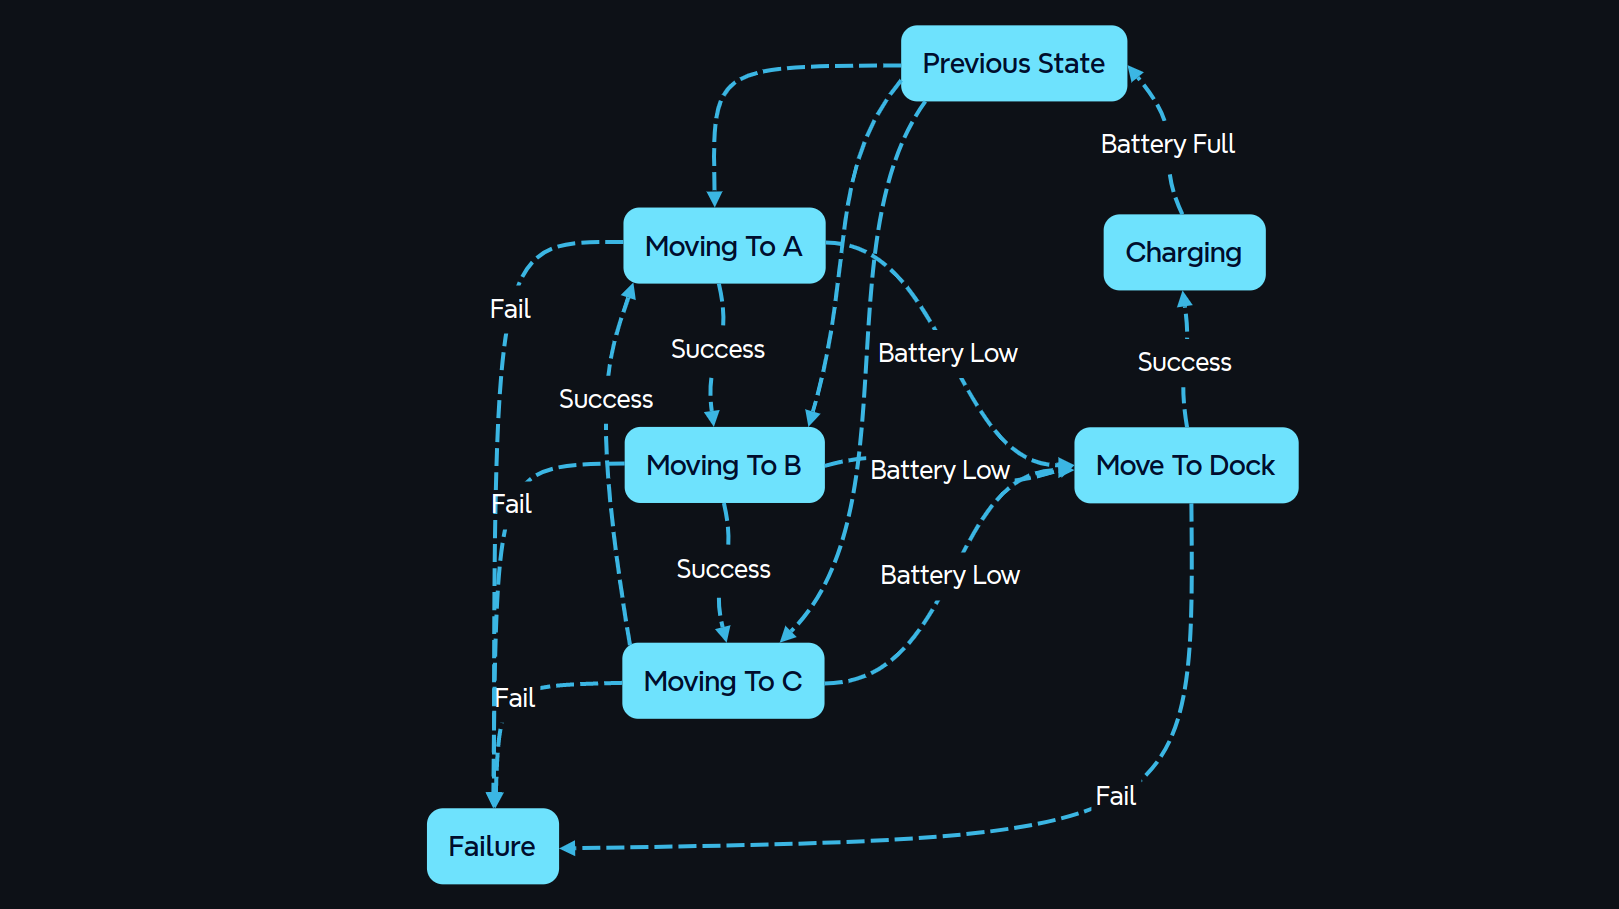 Previous State
Battery Full
Moving To A
Charging
Fail
Success
Battery Low
Success
Success
Moving To B
Battery Low
Move To Dock
Fail
Success
Battery Low
Moving To C
Fail
Fail
Failure